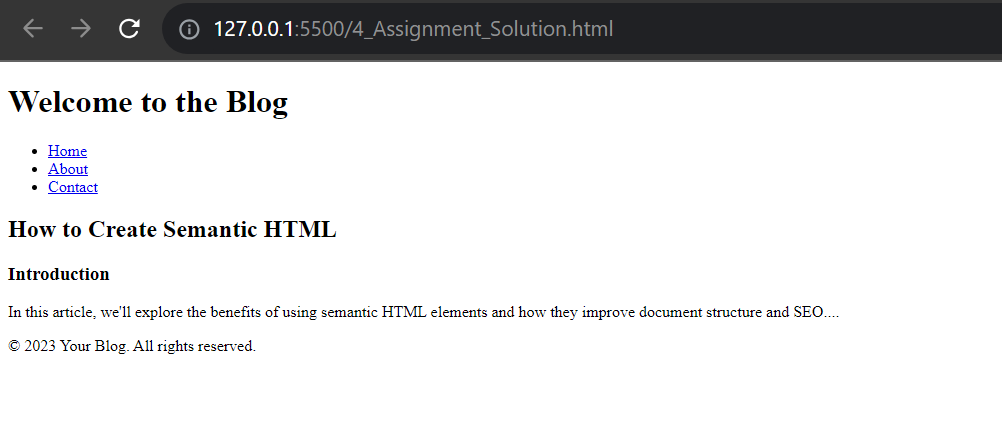 127.0.0.1:5500/4_Assignment_Solution.html
Welcome to the Blog
Home
About
Contact
How to Create Semantic HTML
Introduction
In this article, we'll explore the benefits of using semantic HTML elements and how they improve document structure and SEO....
© 2023 Your Blog. All rights reserved.